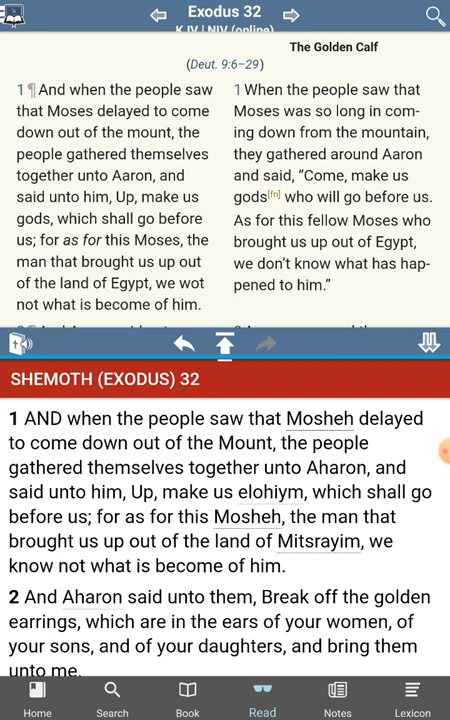 Exodus 32
KJV | NIV (online)
The Golden Calf
(Deut. 9:6–29)
1 ¶ And when the people saw
that Moses delayed to come
down out of the mount, the
people gathered themselves
together unto Aaron, and
said unto him, Up, make us
gods, which shall go before
us; for as for this Moses, the
man that brought us up out
of the land of Egypt, we wot
not what is become of him.
1 When the people saw that
Moses was so long in com-
ing down from the mountain,
they gathered around Aaron
and said, “Come, make us
gods[fn] who will go before us.
As for this fellow Moses who
brought us up out of Egypt,
we don’t know what has hap-
pened to him.”
SHEMOTH (EXODUS) 32
1 AND when the people saw that Mosheh delayed
to come down out of the Mount, the people
gathered themselves together unto Aharon, and
said unto him, Up, make us elohiym, which shall go
before us; for as for this Mosheh, the man that
brought us up out of the land of Mitsrayim, we
know not what is become of him.
2 And Aharon said unto them, Break off the golden
earrings, which are in the ears of your women, of
your sons, and of your daughters, and bring them
unto me.
Home
Search
Book
Read
Notes
Lexicon